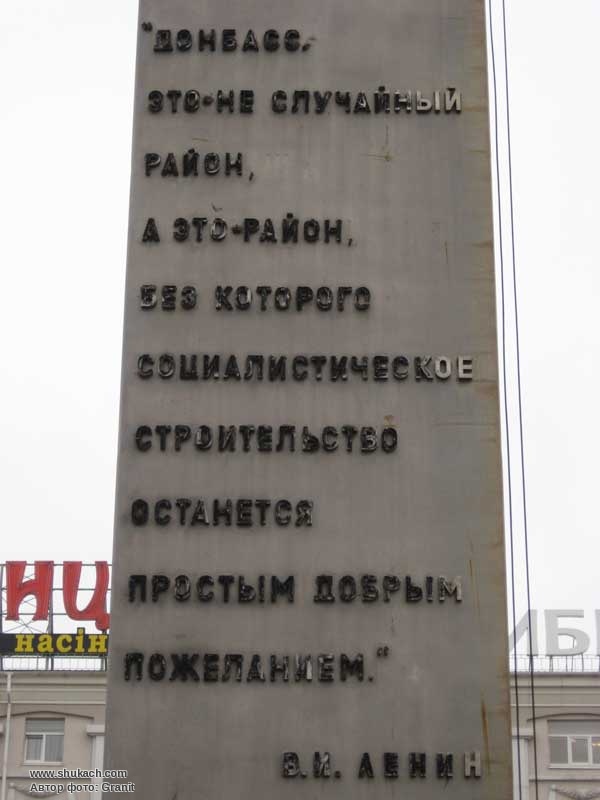 "ДОНБАСС.
ЭТО-НЕ СЛУЧАЙНЫЙ
РАЙОН,
А ЭТО-РАЙОН,
БЕЗ КОТОРОГО
СОЦИАЛИСТИЧЕСКОЕ
СТРОИТЕЛЬСТВО
ОСТАНЕТСЯ
ПРОСТЫМ ДОБРЫМ
ПОЖЕЛАНИЕМ."
В.И. ЛЕНИН
www.shukach.com
Автор фото: Granit